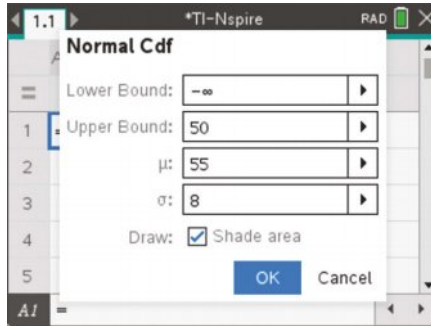 1.1 *TI-Nspire RAD
Normal Cdf
A
=
Lower Bound: -∞
1 Upper Bound: 50
2 μ: 55
3 σ: 8
4 Draw: Shade area
5 OK Cancel
A1 =